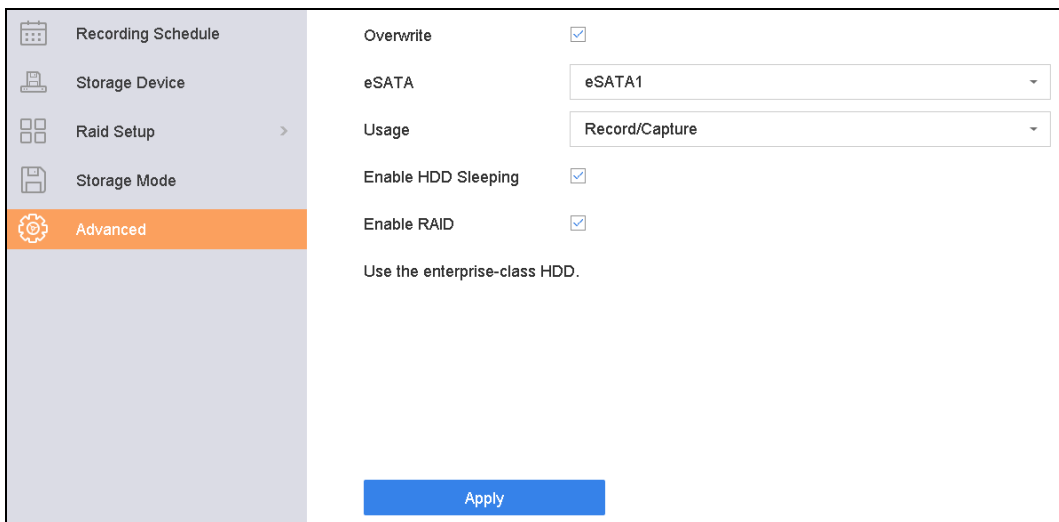 Recording Schedule
Storage Device
Raid Setup
Storage Mode
Advanced
Overwrite
eSATA eSATA1
Usage Record/Capture
Enable HDD Sleeping
Enable RAID
Use the enterprise-class HDD.
Apply